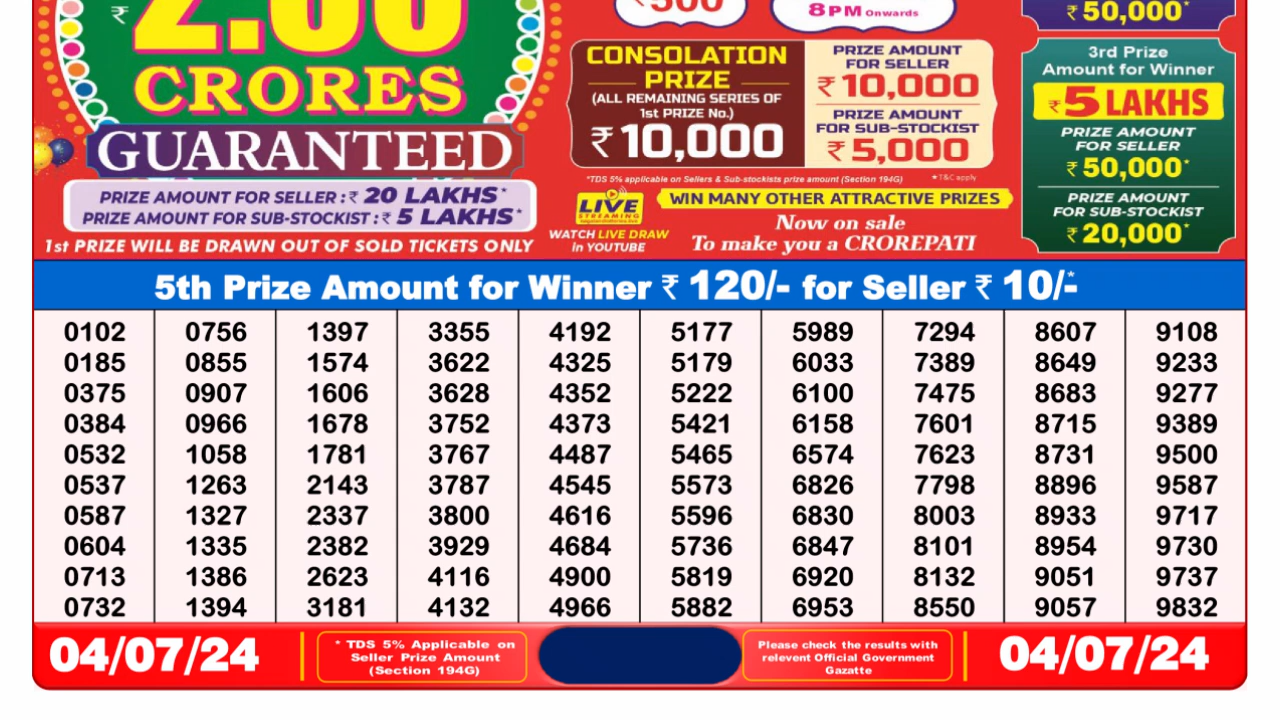 ₹ 2.00
CRORES
GUARANTEED
PRIZE AMOUNT FOR SELLER :₹ 20 LAKHS*
PRIZE AMOUNT FOR SUB-STOCKIST :₹ 5 LAKHS*
1st PRIZE WILL BE DRAWN OUT OF SOLD TICKETS ONLY
₹500
8PM Onwards
CONSOLATION
PRIZE
(ALL REMAINING SERIES OF
1st PRIZE No.)
₹10,000
PRIZE AMOUNT
FOR SELLER
₹10,000
PRIZE AMOUNT
FOR SUB-STOCKIST
₹5,000
*TDS 5% applicable on Sellers & Sub-stockists prize amount (Section 194G)
★T&C apply
LIVE
STREAMING
WATCH LIVE DRAW
in YOUTUBE
WIN MANY OTHER ATTRACTIVE PRIZES
Now on sale
To make you a CROREPATI
₹50,000*
3rd Prize
Amount for Winner
₹5 LAKHS
PRIZE AMOUNT
FOR SELLER
₹50,000*
PRIZE AMOUNT
FOR SUB-STOCKIST
₹20,000*
5th Prize Amount for Winner ₹ 120/- for Seller ₹ 10/-*
0102 0756 1397 3355 4192 5177 5989 7294 8607 9108
0185 0855 1574 3622 4325 5179 6033 7389 8649 9233
0375 0907 1606 3628 4352 5222 6100 7475 8683 9277
0384 0966 1678 3752 4373 5421 6158 7601 8715 9389
0532 1058 1781 3767 4487 5465 6574 7623 8731 9500
0537 1263 2143 3787 4545 5573 6826 7798 8896 9587
0587 1327 2337 3800 4616 5596 6830 8003 8933 9717
0604 1335 2382 3929 4684 5736 6847 8101 8954 9730
0713 1386 2623 4116 4900 5819 6920 8132 9051 9737
0732 1394 3181 4132 4966 5882 6953 8550 9057 9832
04/07/24
* TDS 5% Applicable on
Seller Prize Amount
(Section 194G)
Please check the results with
relevent Official Government
Gazatte
04/07/24